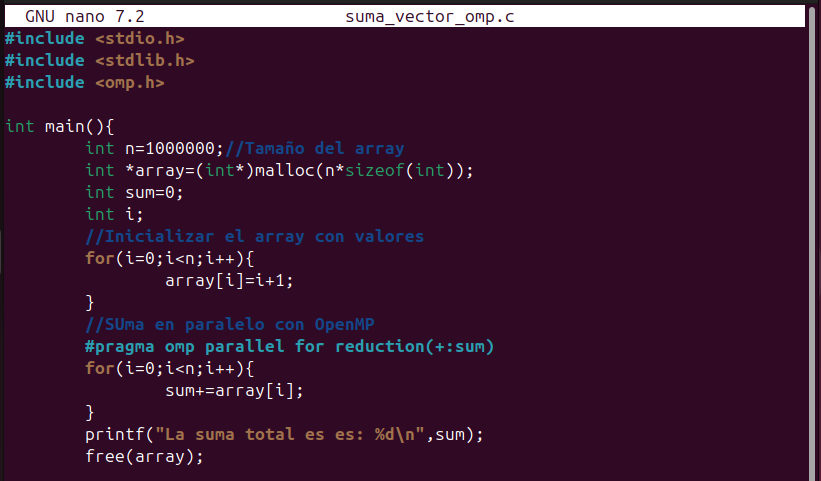 GNU nano 7.2 suma_vector_omp.c
#include <stdio.h>
#include <stdlib.h>
#include <omp.h>

int main(){
        int n=1000000;//Tamaño del array
        int *array=(int*)malloc(n*sizeof(int));
        int sum=0;
        int i;
        //Inicializar el array con valores
        for(i=0;i<n;i++){
                array[i]=i+1;
        }
        //SUma en paralelo con OpenMP
        #pragma omp parallel for reduction(+:sum)
        for(i=0;i<n;i++){
                sum+=array[i];
        }
        printf("La suma total es es: %d\n",sum);
        free(array);